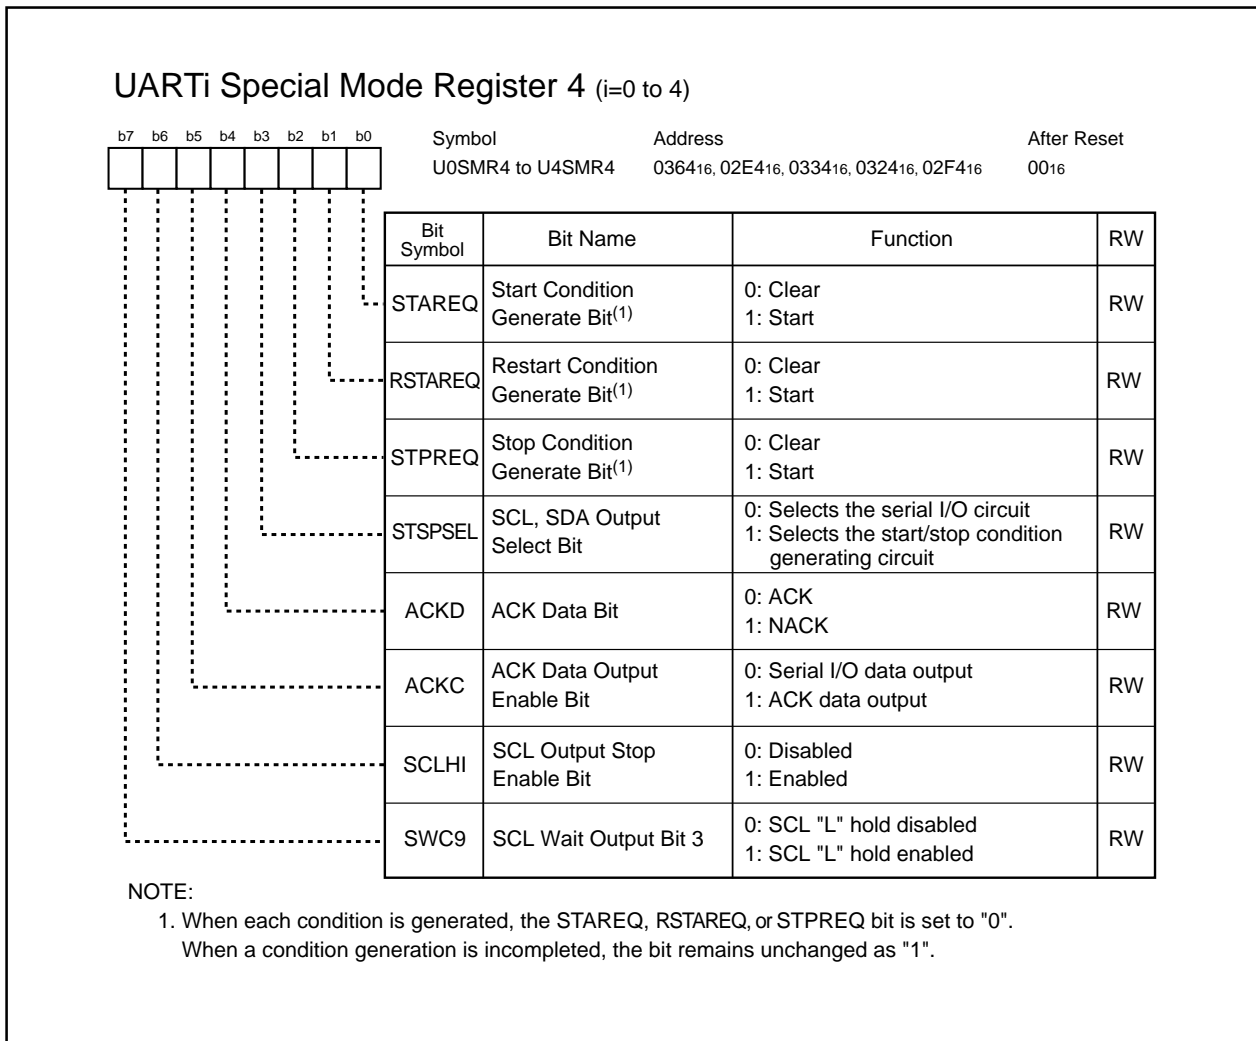 UARTi Special Mode Register 4 (i=0 to 4)
b7 b6 b5 b4 b3 b2 b1 b0
Symbol Address After Reset
U0SMR4 to U4SMR4 036416, 02E416, 033416, 032416, 02F416 0016
Bit Symbol Bit Name Function RW
STAREQ Start Condition Generate Bit(1) 0: Clear 1: Start RW
RSTAREQ Restart Condition Generate Bit(1) 0: Clear 1: Start RW
STPREQ Stop Condition Generate Bit(1) 0: Clear 1: Start RW
STSPSEL SCL, SDA Output Select Bit 0: Selects the serial I/O circuit 1: Selects the start/stop condition generating circuit RW
ACKD ACK Data Bit 0: ACK 1: NACK RW
ACKC ACK Data Output Enable Bit 0: Serial I/O data output 1: ACK data output RW
SCLHI SCL Output Stop Enable Bit 0: Disabled 1: Enabled RW
SWC9 SCL Wait Output Bit 3 0: SCL "L" hold disabled 1: SCL "L" hold enabled RW
NOTE:
1. When each condition is generated, the STAREQ, RSTAREQ, or STPREQ bit is set to "0".
When a condition generation is incompleted, the bit remains unchanged as "1".